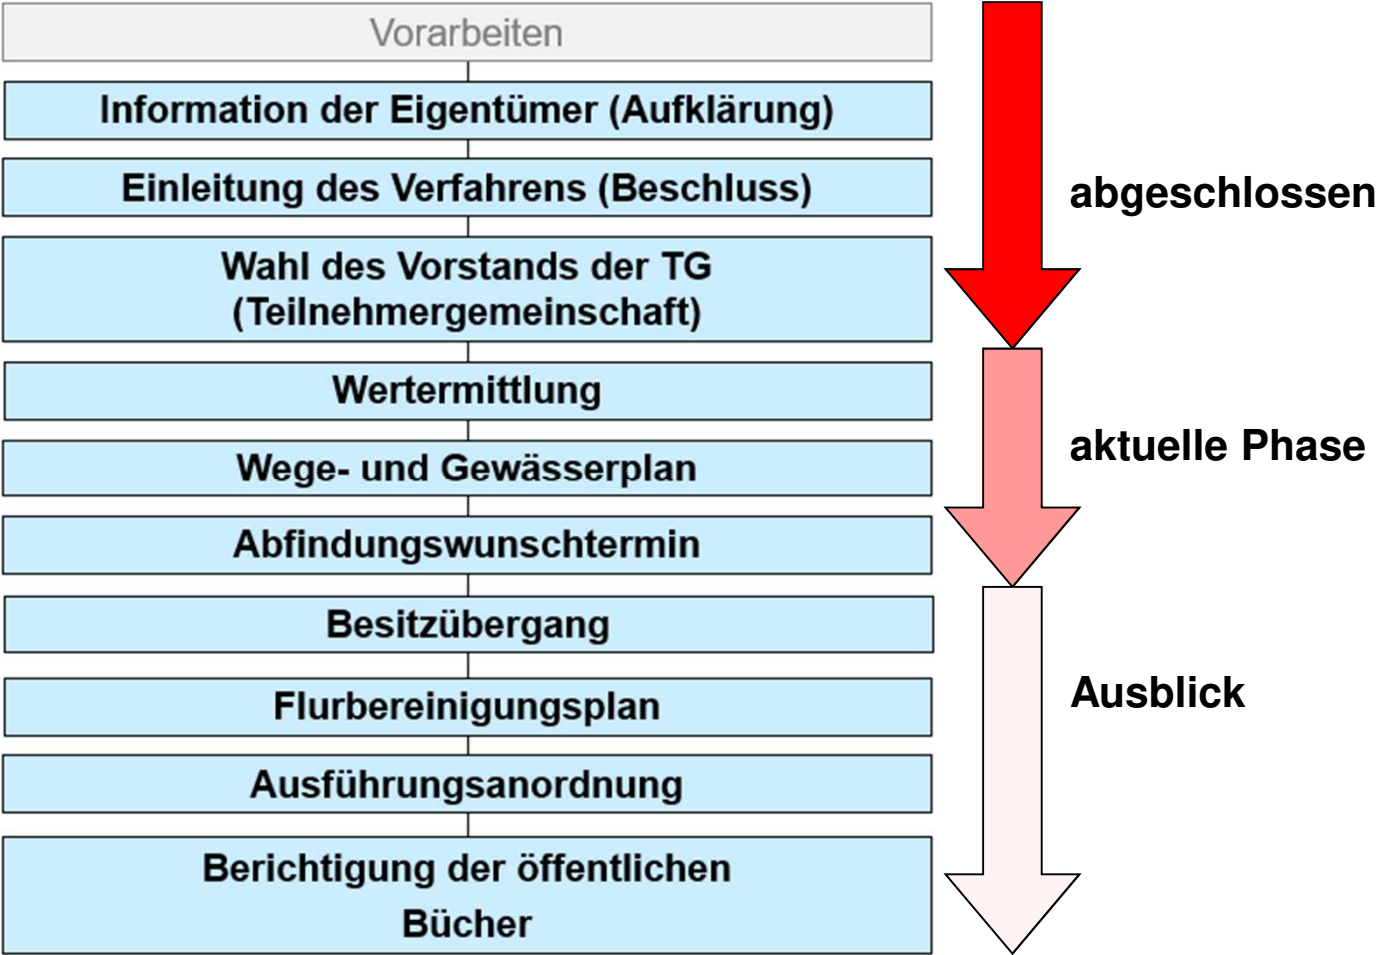 Vorarbeiten
Information der Eigentümer (Aufklärung)
Einleitung des Verfahrens (Beschluss)
Wahl des Vorstands der TG
(Teilnehmergemeinschaft)
Wertermittlung
Wege- und Gewässerplan
Abfindungswunschtermin
Besitzübergang
Flurbereinigungsplan
Ausführungsanordnung
Berichtigung der öffentlichen
Bücher
abgeschlossen
aktuelle Phase
Ausblick